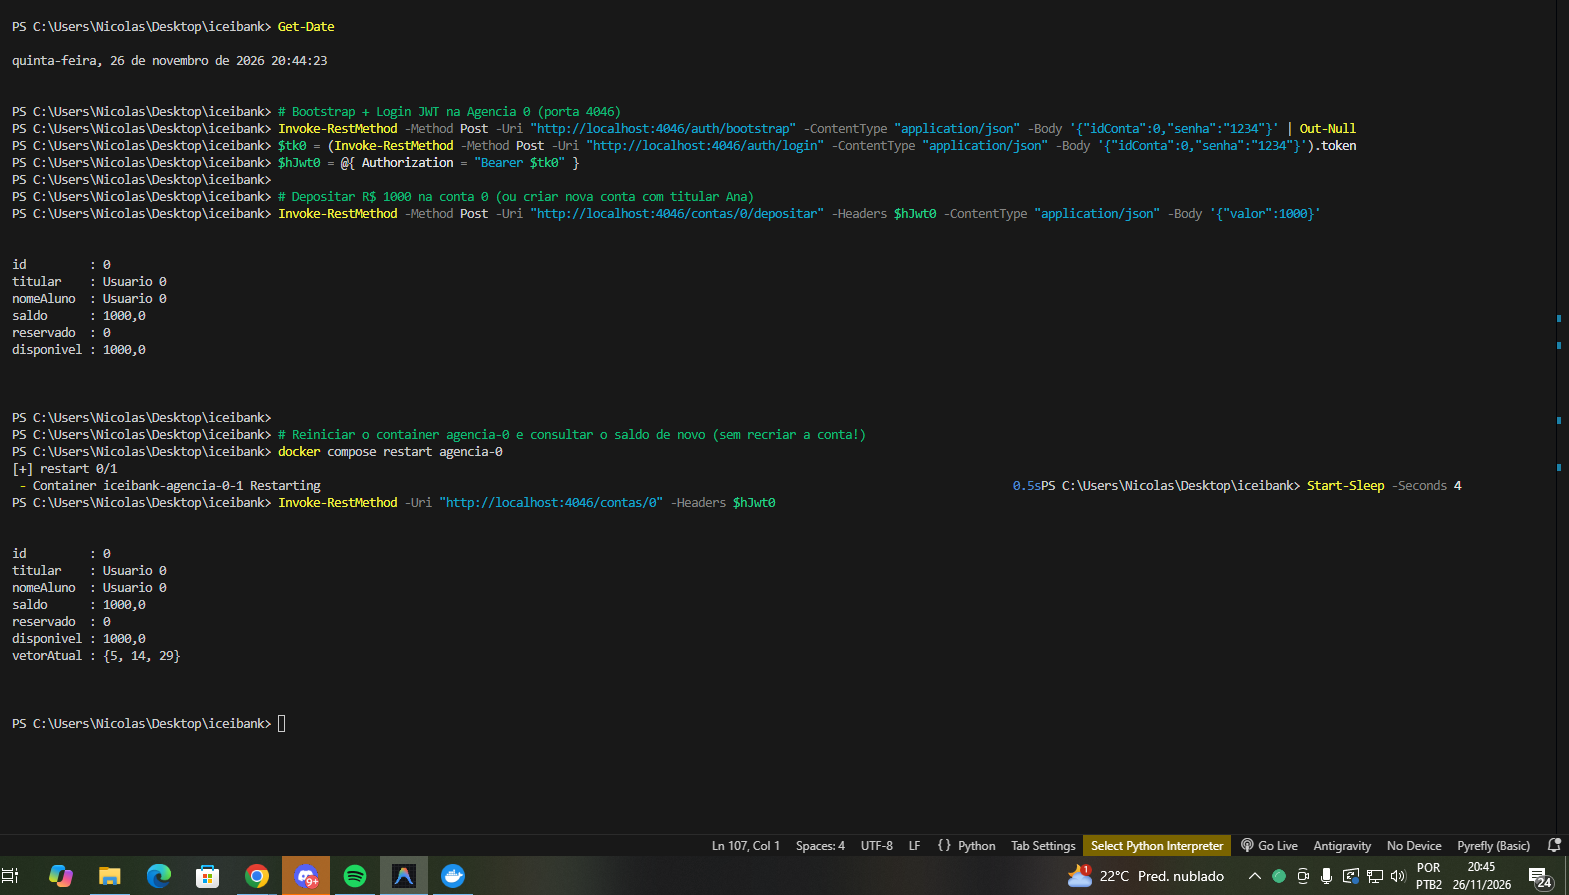 PS C:\Users\Nicolas\Desktop\iceibank> Get-Date
quinta-feira, 26 de novembro de 2026 20:44:23
PS C:\Users\Nicolas\Desktop\iceibank> # Bootstrap + Login JWT na Agencia 0 (porta 4046)
PS C:\Users\Nicolas\Desktop\iceibank> Invoke-RestMethod -Method Post -Uri "http://localhost:4046/auth/bootstrap" -ContentType "application/json" -Body '{"idConta":0,"senha":"1234"}' | Out-Null
PS C:\Users\Nicolas\Desktop\iceibank> $tk0 = (Invoke-RestMethod -Method Post -Uri "http://localhost:4046/auth/login" -ContentType "application/json" -Body '{"idConta":0,"senha":"1234"}').token
PS C:\Users\Nicolas\Desktop\iceibank> $hJwt0 = @{ Authorization = "Bearer $tk0" }
PS C:\Users\Nicolas\Desktop\iceibank>
PS C:\Users\Nicolas\Desktop\iceibank> # Depositar R$ 1000 na conta 0 (ou criar nova conta com titular Ana)
PS C:\Users\Nicolas\Desktop\iceibank> Invoke-RestMethod -Method Post -Uri "http://localhost:4046/contas/0/depositar" -Headers $hJwt0 -ContentType "application/json" -Body '{"valor":1000}'
id : 0
titular : Usuario 0
nomeAluno : Usuario 0
saldo : 1000,0
reservado : 0
disponivel : 1000,0
PS C:\Users\Nicolas\Desktop\iceibank>
PS C:\Users\Nicolas\Desktop\iceibank> # Reiniciar o container agencia-0 e consultar o saldo de novo (sem recriar a conta!)
PS C:\Users\Nicolas\Desktop\iceibank> docker compose restart agencia-0
[+] restart 0/1
- Container iceibank-agencia-0-1 Restarting 0.5sPS C:\Users\Nicolas\Desktop\iceibank> Start-Sleep -Seconds 4
PS C:\Users\Nicolas\Desktop\iceibank> Invoke-RestMethod -Uri "http://localhost:4046/contas/0" -Headers $hJwt0
id : 0
titular : Usuario 0
nomeAluno : Usuario 0
saldo : 1000,0
reservado : 0
disponivel : 1000,0
vetorAtual : {5, 14, 29}
PS C:\Users\Nicolas\Desktop\iceibank>
Ln 107, Col 1 Spaces: 4 UTF-8 LF {} Python Tab Settings Select Python Interpreter Go Live Antigravity No Device Pyrefly (Basic)
9+ 1 22°C Pred. nublado POR 20:45
PTB2 26/11/2026 24